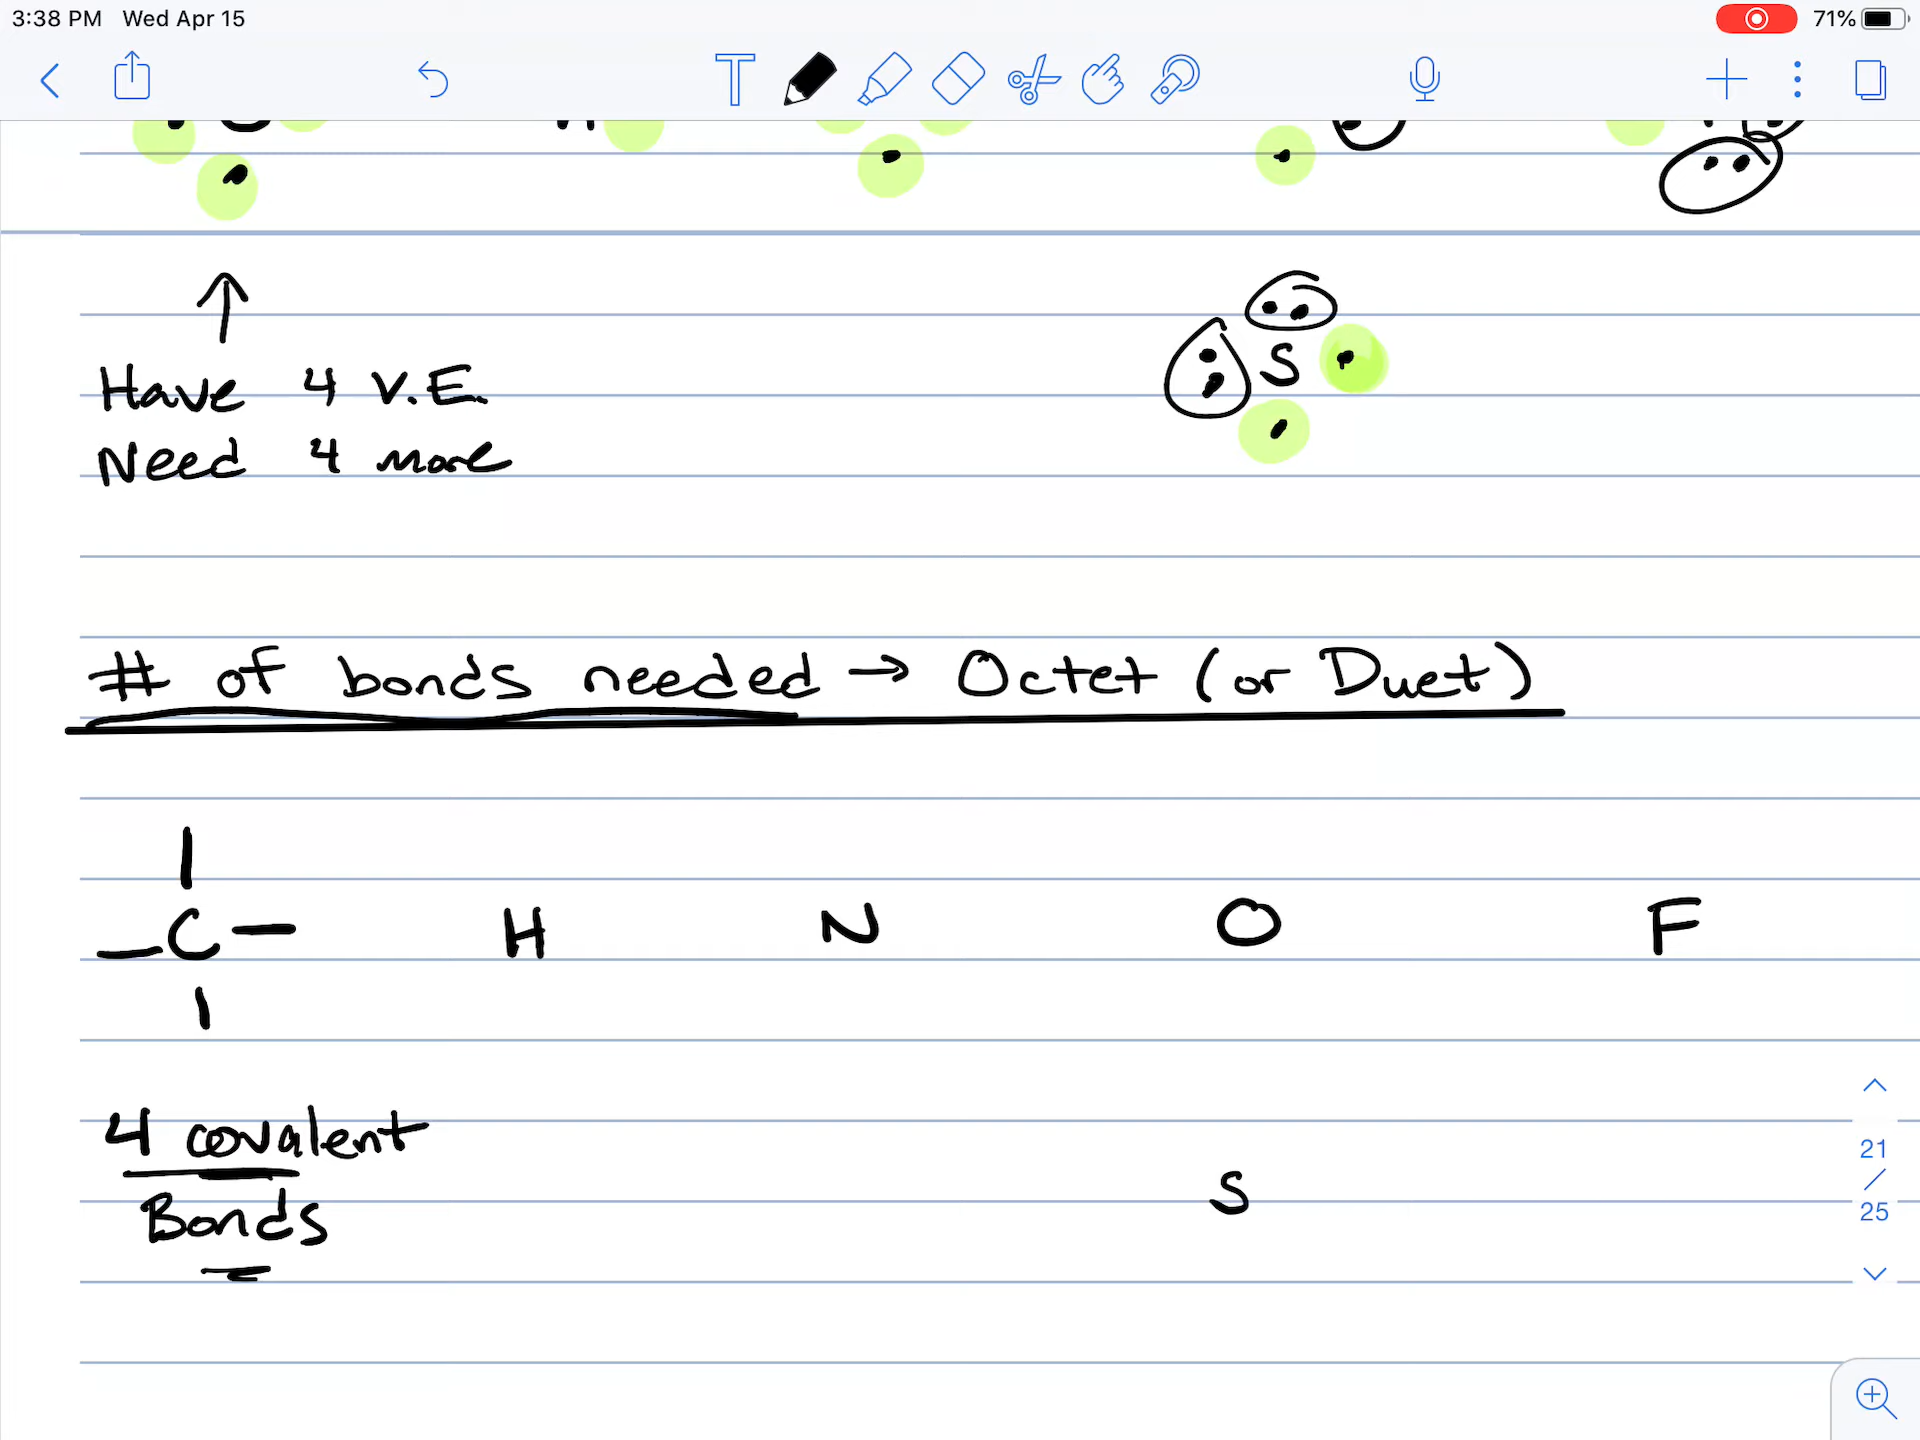 3:38 PM Wed Apr 15 71%
T
S
Have 4 V.E.
Need 4 more
# of bonds needed → Octet (or Duet)
C H N O F
4 covalent
Bonds
S
21
/
25